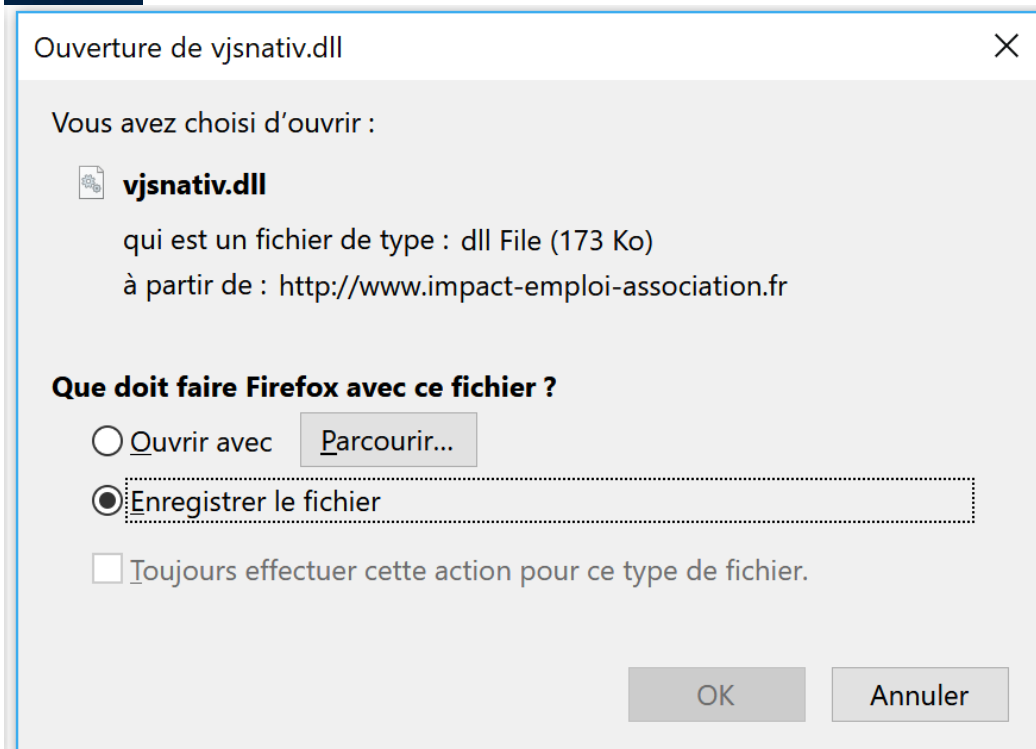 Ouverture de vjsnativ.dll
Vous avez choisi d’ouvrir :
vjsnativ.dll
qui est un fichier de type : dll File (173 Ko)
à partir de : http://www.impact-emploi-association.fr
Que doit faire Firefox avec ce fichier ?
Ouvrir avec Parcourir...
Enregistrer le fichier
Toujours effectuer cette action pour ce type de fichier.
OK Annuler